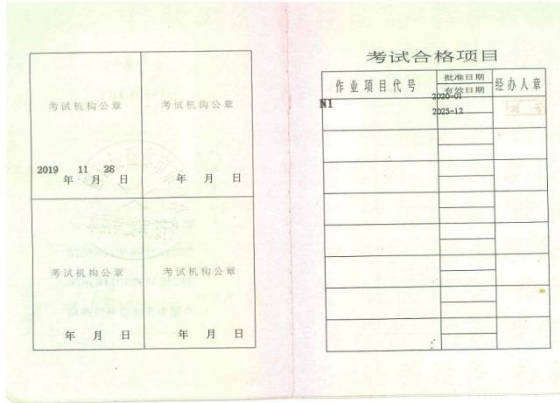 考试机构公章
考试机构公章
2019 11 28
年 月 日
年 月 日
考试机构公章
考试机构公章
年 月 日
年 月 日
考试合格项目
作业项目代号
批准日期
有效日期
经办人章
N1
2020-01
2023-12